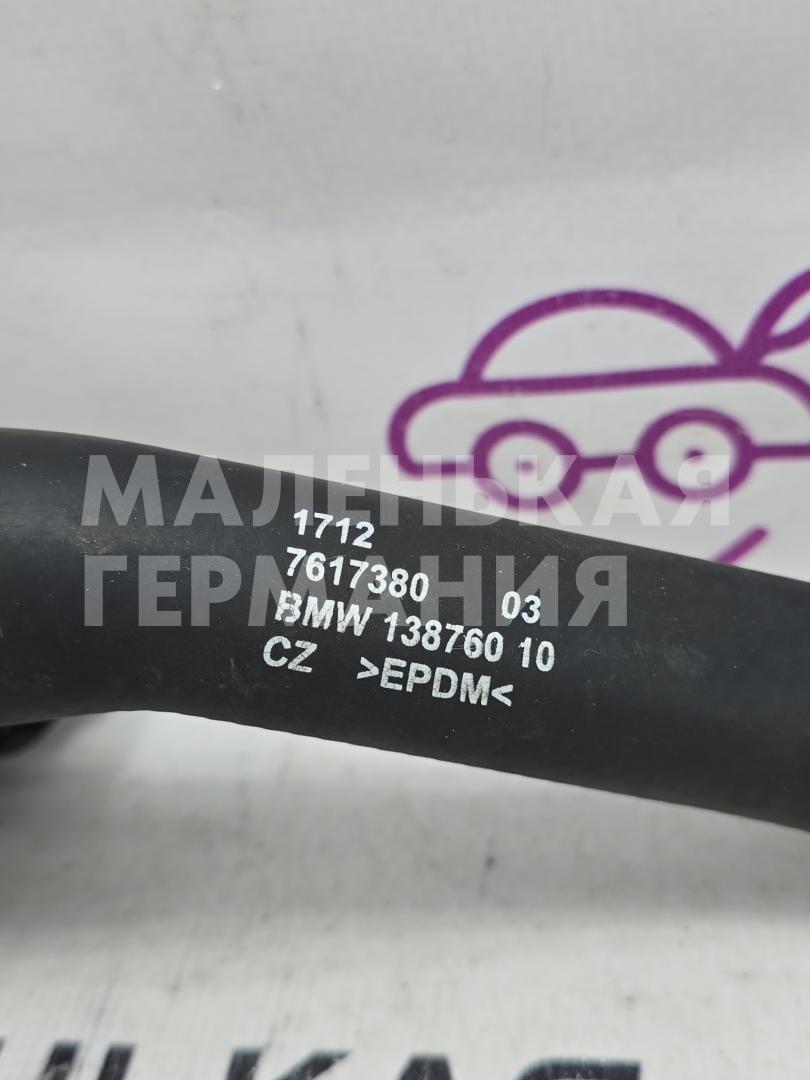 МАЛЕНЬКАЯ
ГЕРМАНИЯ
1712
7617380 03
BMW 138760 10
CZ >EPDM<